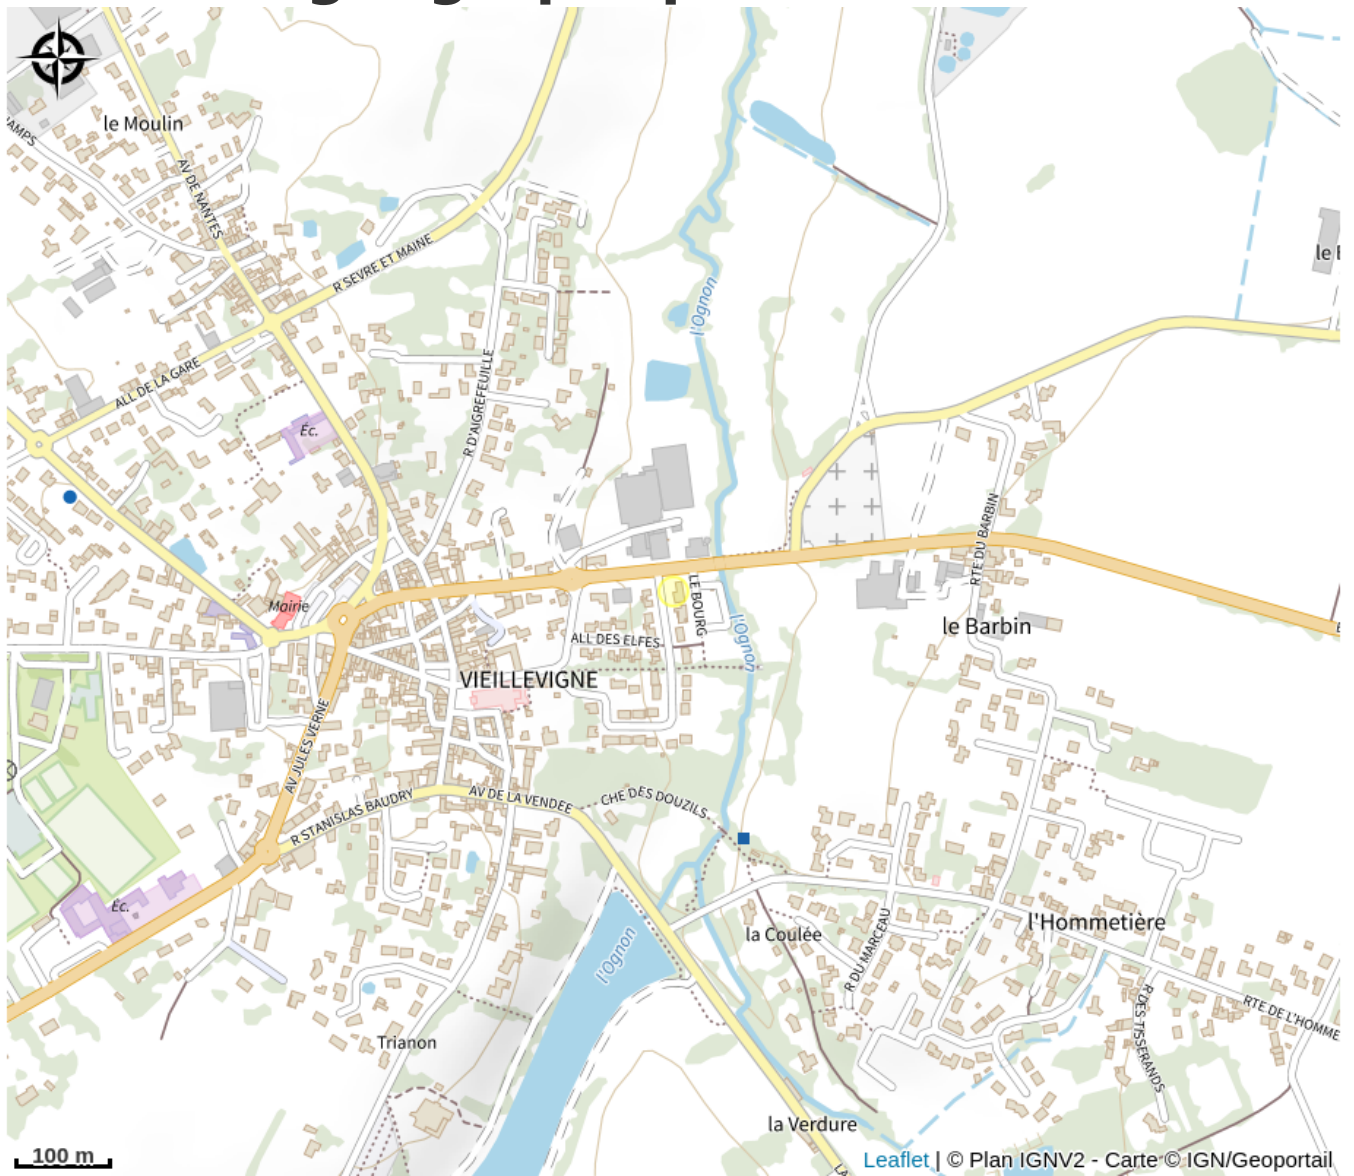 le Moulin
AMPS
AV DE NANTES
R SEVRE ET MAINE
l'Ognon
ALL DE LA GARE
R D'AIGREFEUILLE
Éc.
RTE DU BARBIN
Mairie
LE BOURG
ALL DES ELFES
l'Ognon
le Barbin
VIEILLEVIGNE
AV JULES VERNE
R STANISLAS BAUDRY
AV DE LA VENDEE
CHE DES DOUZILS
Éc.
l'Ognon
la Coulée
R DU MARCEAU
l'Hommetière
RTE DE L'HOMME
R DES TISSERANDS
Trianon
la Verdure
100 m
Leaflet | © Plan IGNV2 - Carte © IGN/Geoportail